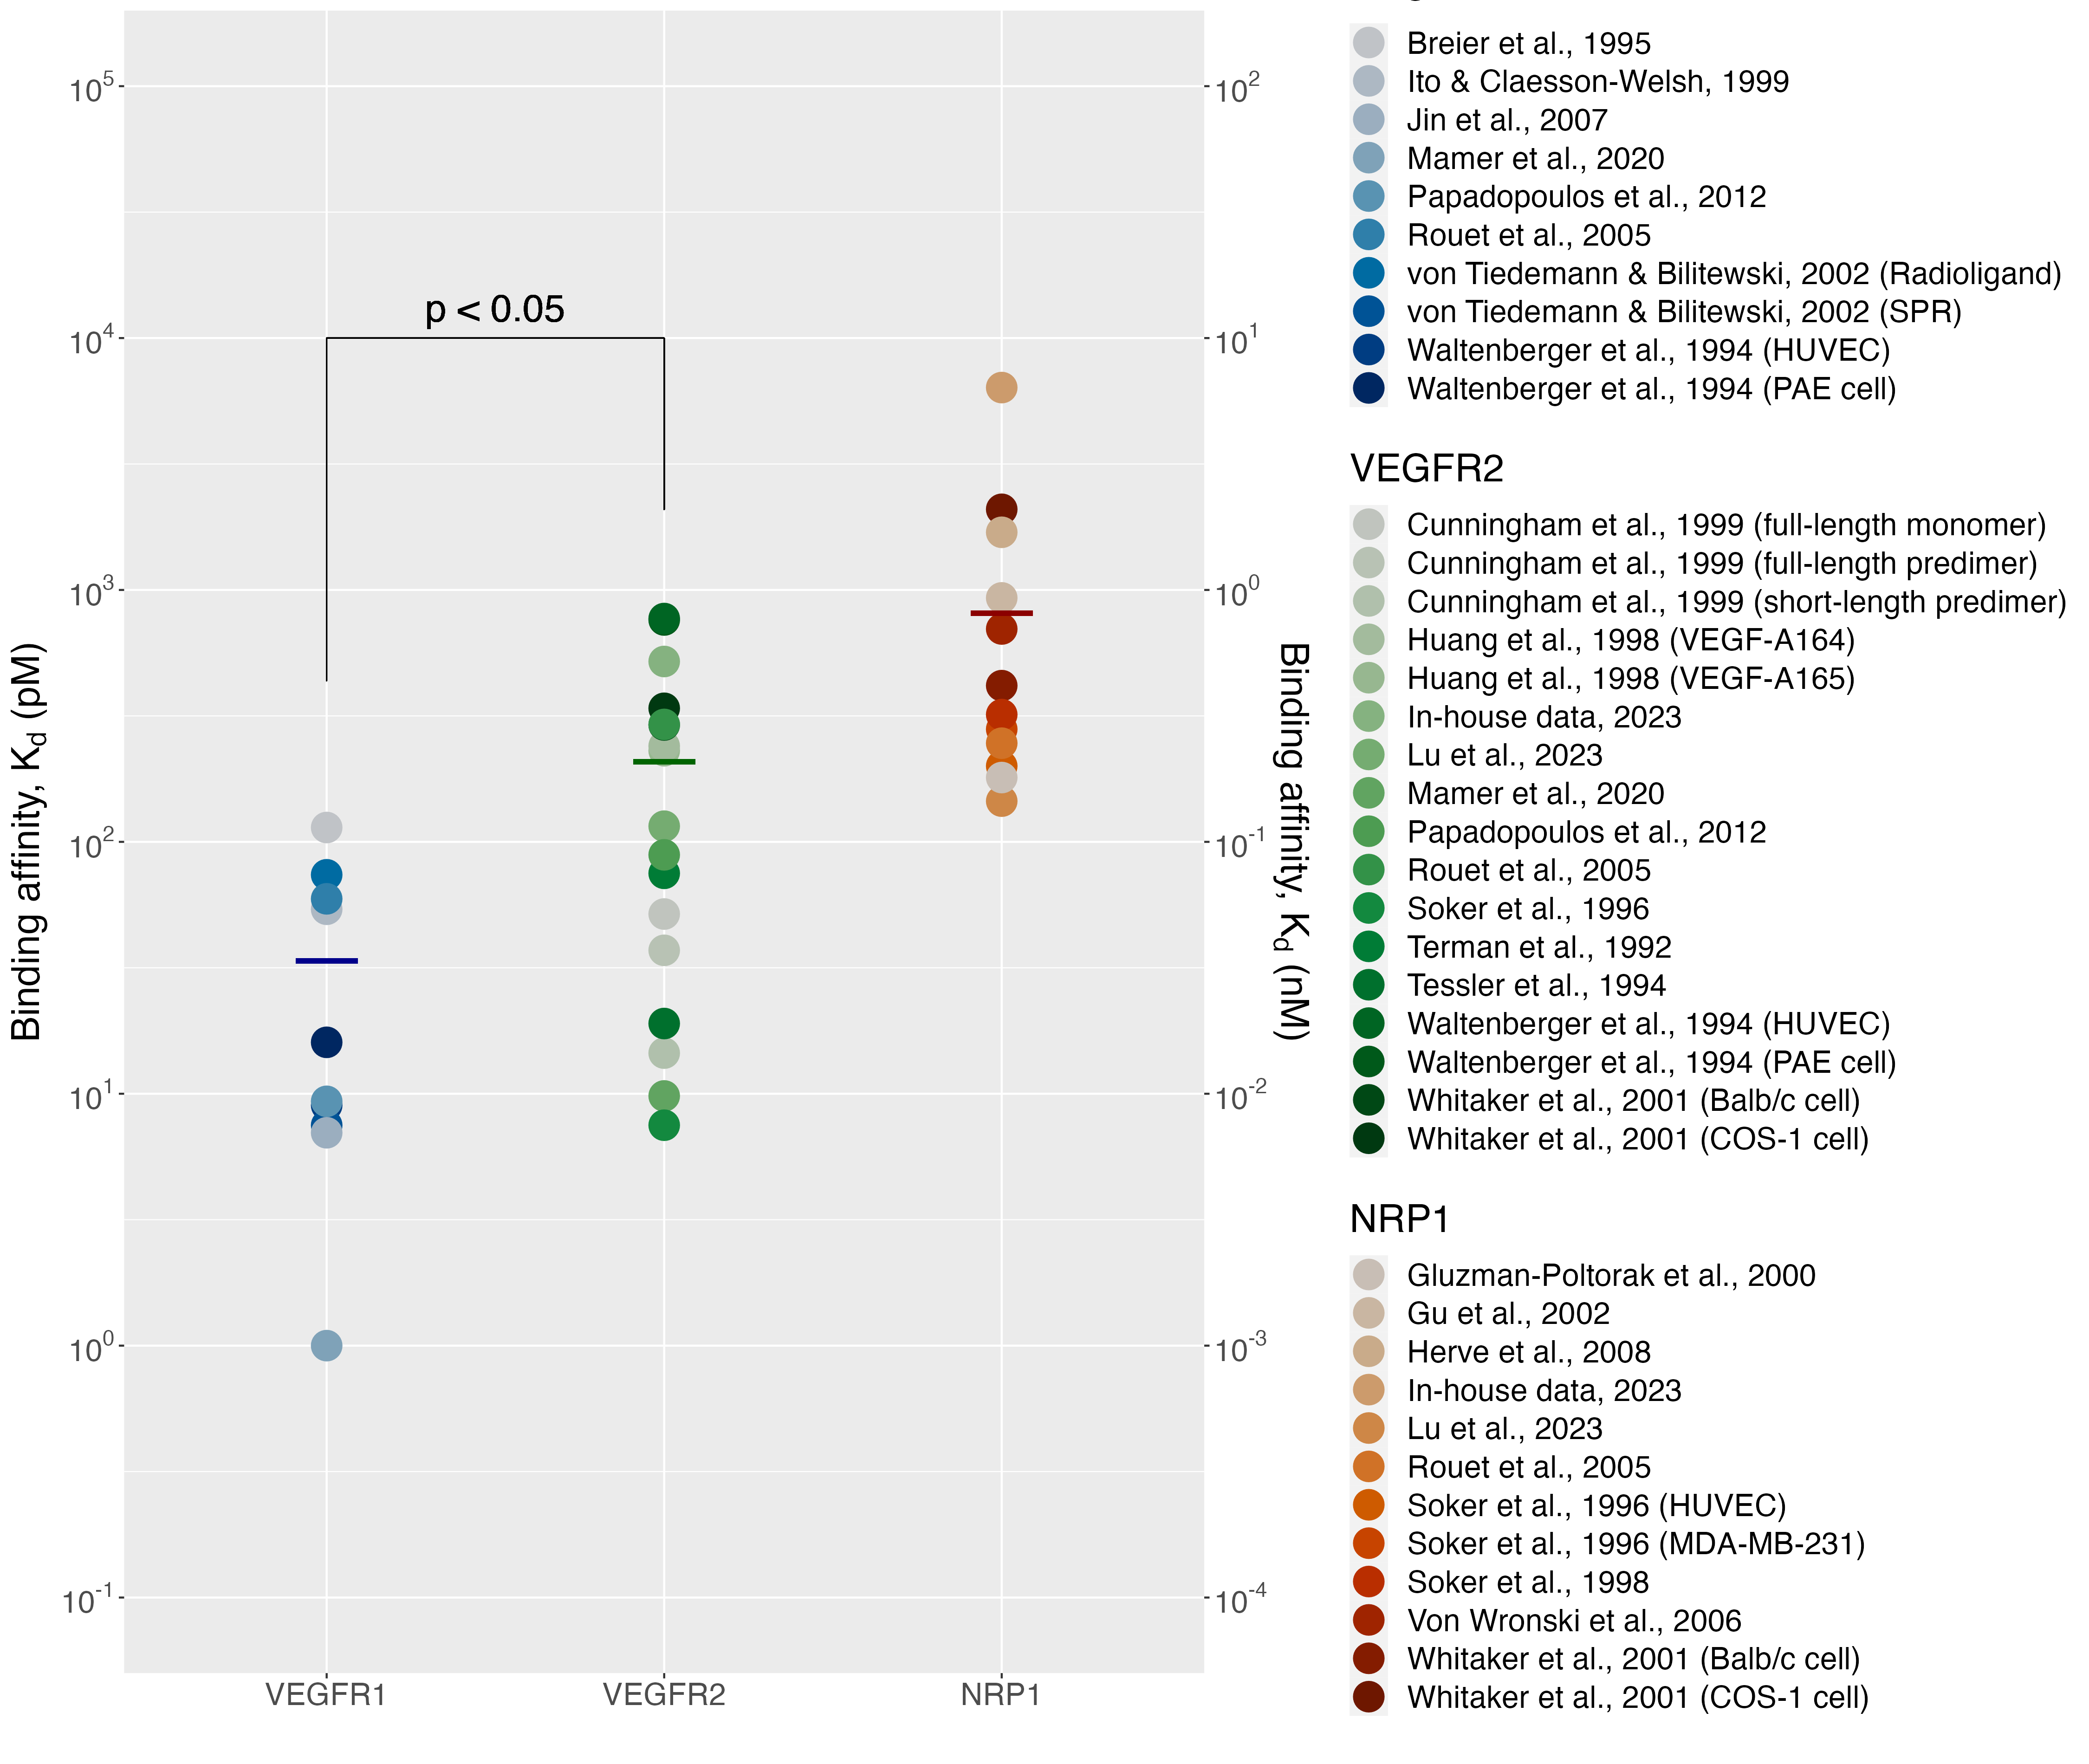 10^5
10^4
10^3
10^2
10^1
10^0
10^-1
Binding affinity, K_d (pM)
p < 0.05
VEGFR1
VEGFR2
NRP1
10^2
10^1
10^0
10^-1
10^-2
10^-3
10^-4
Binding affinity, K_d (nM)
Breier et al., 1995
Ito & Claesson-Welsh, 1999
Jin et al., 2007
Mamer et al., 2020
Papadopoulos et al., 2012
Rouet et al., 2005
von Tiedemann & Bilitewski, 2002 (Radioligand)
von Tiedemann & Bilitewski, 2002 (SPR)
Waltenberger et al., 1994 (HUVEC)
Waltenberger et al., 1994 (PAE cell)
VEGFR2
Cunningham et al., 1999 (full-length monomer)
Cunningham et al., 1999 (full-length predimer)
Cunningham et al., 1999 (short-length predimer)
Huang et al., 1998 (VEGF-A164)
Huang et al., 1998 (VEGF-A165)
In-house data, 2023
Lu et al., 2023
Mamer et al., 2020
Papadopoulos et al., 2012
Rouet et al., 2005
Soker et al., 1996
Terman et al., 1992
Tessler et al., 1994
Waltenberger et al., 1994 (HUVEC)
Waltenberger et al., 1994 (PAE cell)
Whitaker et al., 2001 (Balb/c cell)
Whitaker et al., 2001 (COS-1 cell)
NRP1
Gluzman-Poltorak et al., 2000
Gu et al., 2002
Herve et al., 2008
In-house data, 2023
Lu et al., 2023
Rouet et al., 2005
Soker et al., 1996 (HUVEC)
Soker et al., 1996 (MDA-MB-231)
Soker et al., 1998
Von Wronski et al., 2006
Whitaker et al., 2001 (Balb/c cell)
Whitaker et al., 2001 (COS-1 cell)